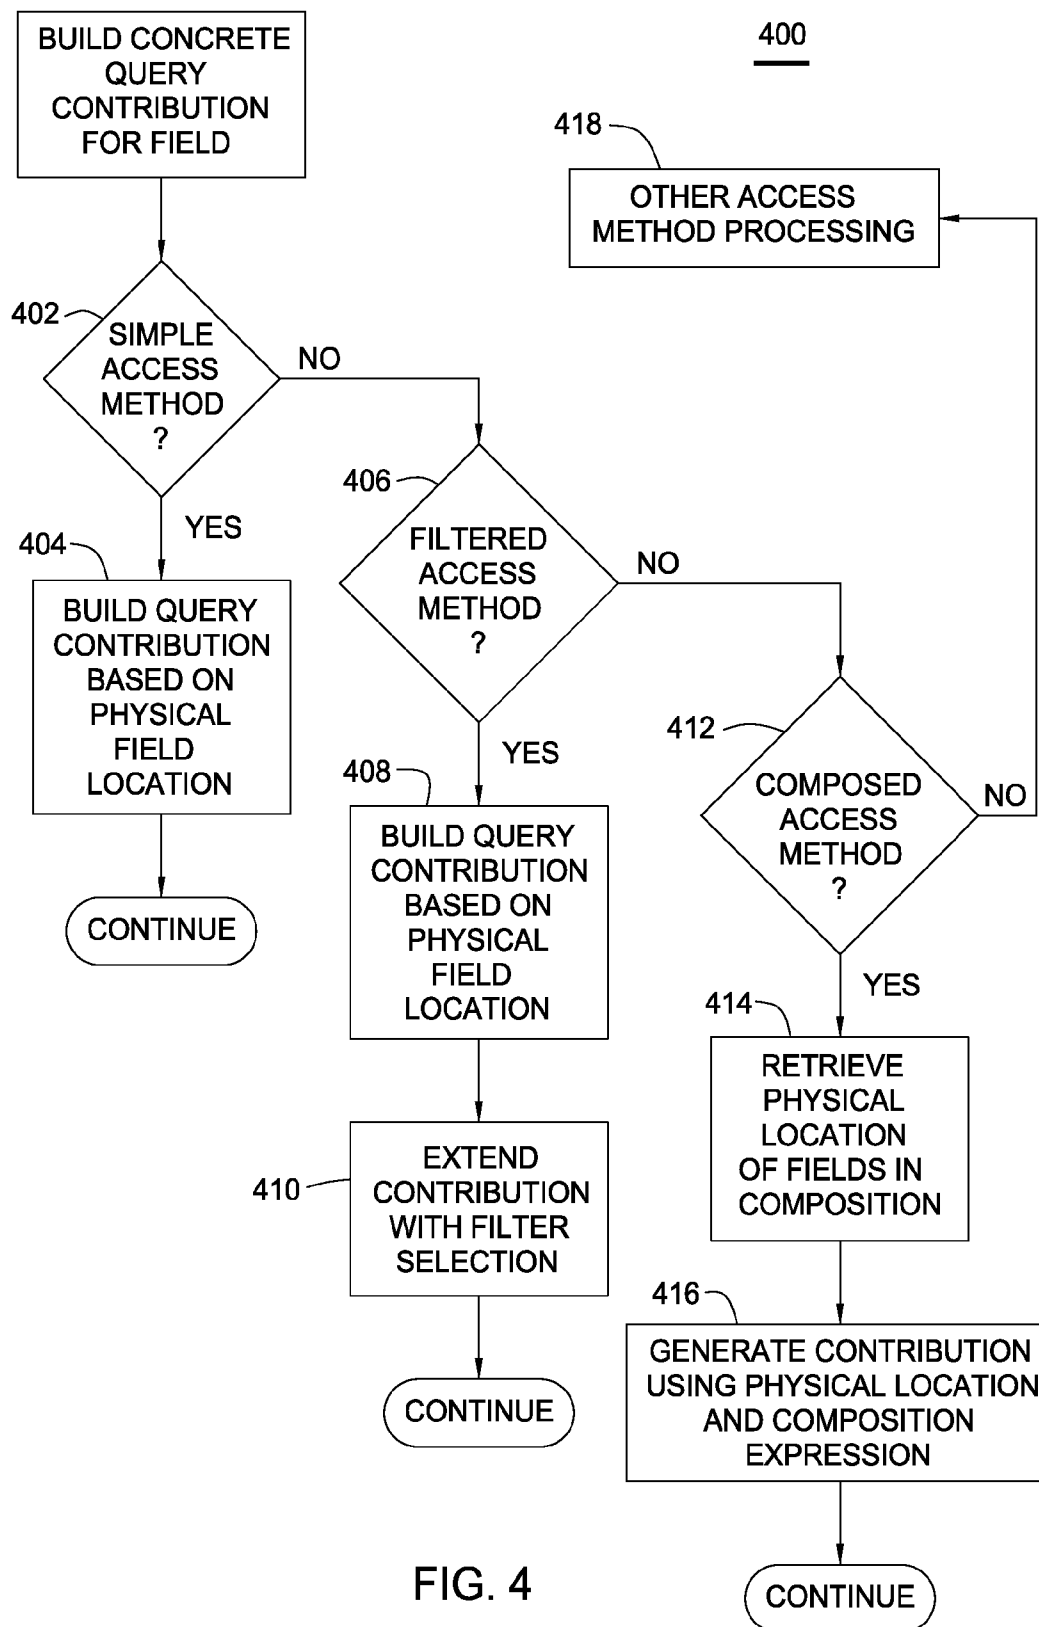 BUILD CONCRETE
QUERY
CONTRIBUTION
FOR FIELD
400
418
OTHER ACCESS
METHOD PROCESSING
402
SIMPLE
ACCESS
METHOD
?
NO
YES
404
BUILD QUERY
CONTRIBUTION
BASED ON
PHYSICAL
FIELD
LOCATION
CONTINUE
406
FILTERED
ACCESS
METHOD
?
NO
YES
408
BUILD QUERY
CONTRIBUTION
BASED ON
PHYSICAL
FIELD
LOCATION
410
EXTEND
CONTRIBUTION
WITH FILTER
SELECTION
CONTINUE
412
COMPOSED
ACCESS
METHOD
?
NO
YES
414
RETRIEVE
PHYSICAL
LOCATION
OF FIELDS IN
COMPOSITION
416
GENERATE CONTRIBUTION
USING PHYSICAL LOCATION
AND COMPOSITION
EXPRESSION
CONTINUE
FIG. 4